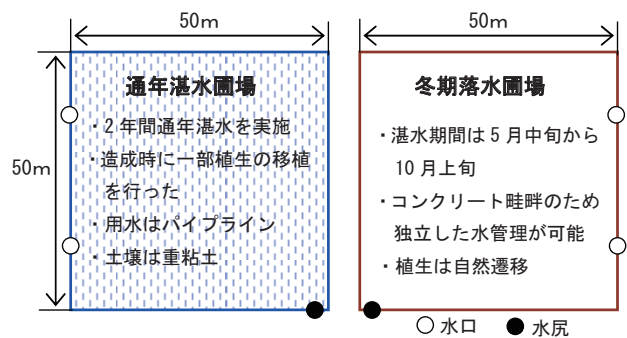 50m
50m
50m
通年湛水圃場
・2年間通年湛水を実施
・造成時に一部植生の移植
を行った
・用水はパイプライン
・土壌は重粘土
冬期落水圃場
・湛水期間は5月中旬から
10月上旬
・コンクリート畦畔のため
独立した水管理が可能
・植生は自然遷移
○水口 ●水尻